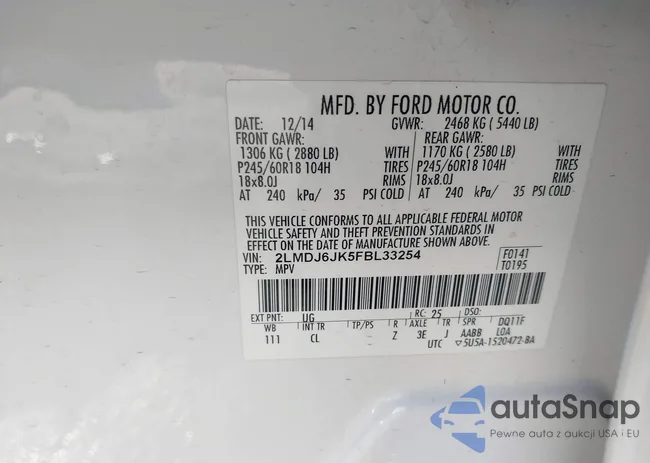 MFD. BY FORD MOTOR CO.
DATE: 12/14 GVWR: 2468 KG ( 5440 LB)
FRONT GAWR: REAR GAWR:
1306 KG ( 2880 LB) WITH 1170 KG ( 2580 LB) WITH
P245/60R18 104H TIRES P245/60R18 104H TIRES
18x8.0J RIMS 18x8.0J RIMS
AT 240 kPa/ 35 PSI COLD AT 240 kPa/ 35 PSI COLD
THIS VEHICLE CONFORMS TO ALL APPLICABLE FEDERAL MOTOR
VEHICLE SAFETY AND THEFT PREVENTION STANDARDS IN
EFFECT ON THE DATE OF MANUFACTURE SHOWN ABOVE.
VIN: 2LMDJ6JK5FBL33254 F0141
TYPE: MPV T0195
EXT PNT: UG RC: 25 DSO: DQ11F
WB INT TR TP/PS R AXLE TR SPR LOA
111 CL - Z 3E J AABB
UTC 5USA-1520472-BA
autaSnap
Pewne auta z aukcji USA i EU